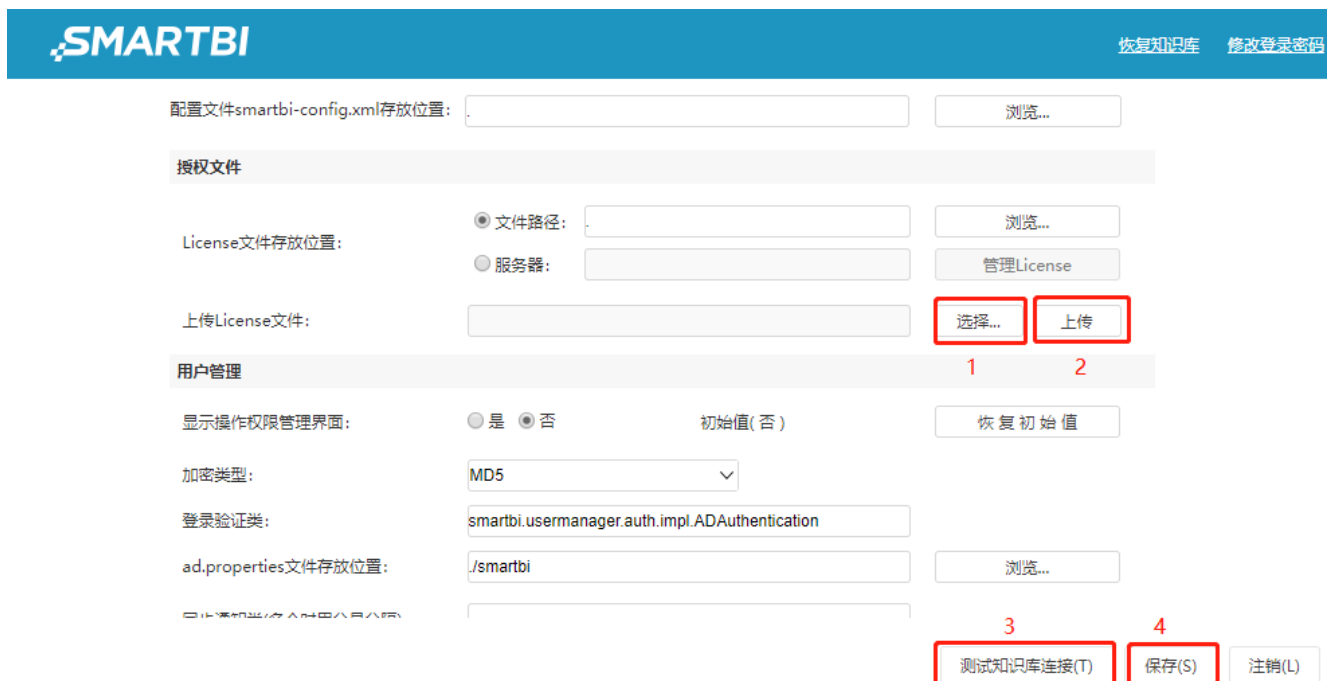 SMARTBI
恢复知识库 修改登录密码
配置文件smartbi-config.xml存放位置: . 浏览...
授权文件
License文件存放位置: 文件路径: . 浏览...
服务器: 管理License
上传License文件: 选择... 上传
1 2
用户管理
显示操作权限管理界面: 是 否 初始值( 否 ) 恢 复 初 始 值
加密类型: MD5
登录验证类: smartbi.usermanager.auth.impl.ADAuthentication
ad.properties文件存放位置: ./smartbi 浏览...
3 4
测试知识库连接(T) 保存(S) 注销(L)